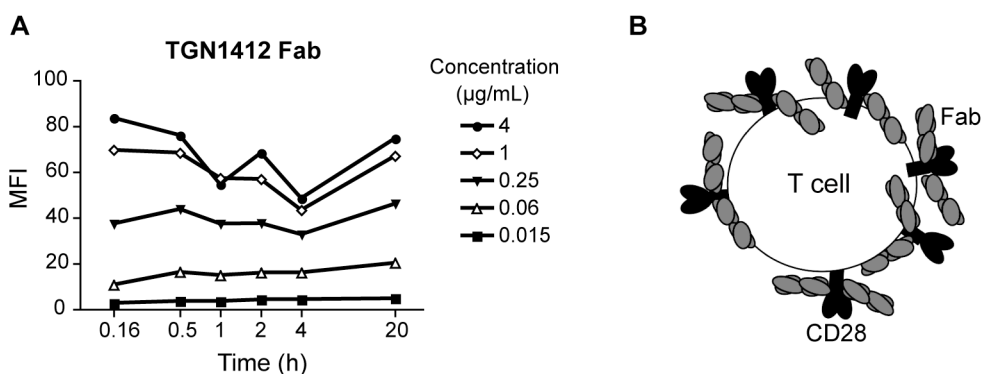 A
TGN1412 Fab
MFI
100
80
60
40
20
0
0.16 0.5 1 2 4 20
Time (h)
Concentration
(µg/mL)
4
1
0.25
0.06
0.015
B
Fab
T cell
CD28